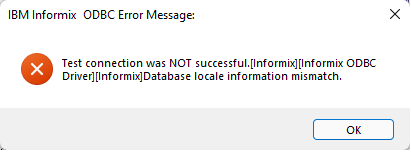 IBM Informix  ODBC Error Message:
Test connection was NOT successful.[Informix][Informix ODBC
Driver][Informix]Database locale information mismatch.
OK